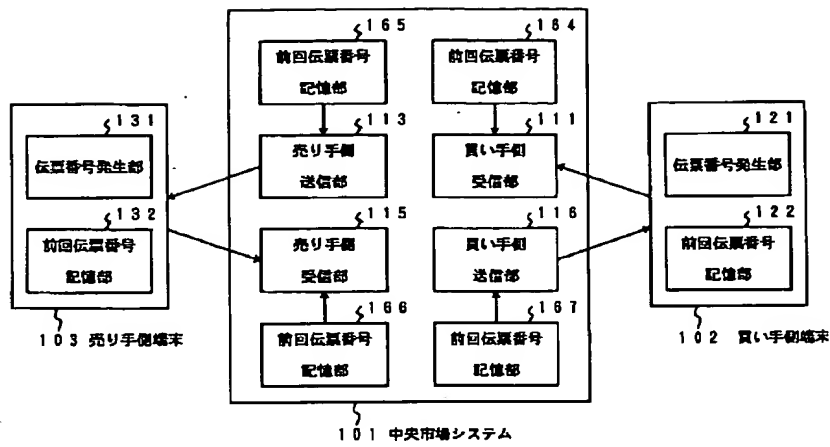 165
前回伝票番号
記憶部
164
前回伝票番号
記憶部
131
伝票番号発生部
132
前回伝票番号
記憶部
113
売り手側
送信部
111
買い手側
受信部
115
売り手側
受信部
116
買い手側
送信部
121
伝票番号発生部
122
前回伝票番号
記憶部
166
前回伝票番号
記憶部
167
前回伝票番号
記憶部
103 売り手側端末
102 買い手側端末
101 中央市場システム